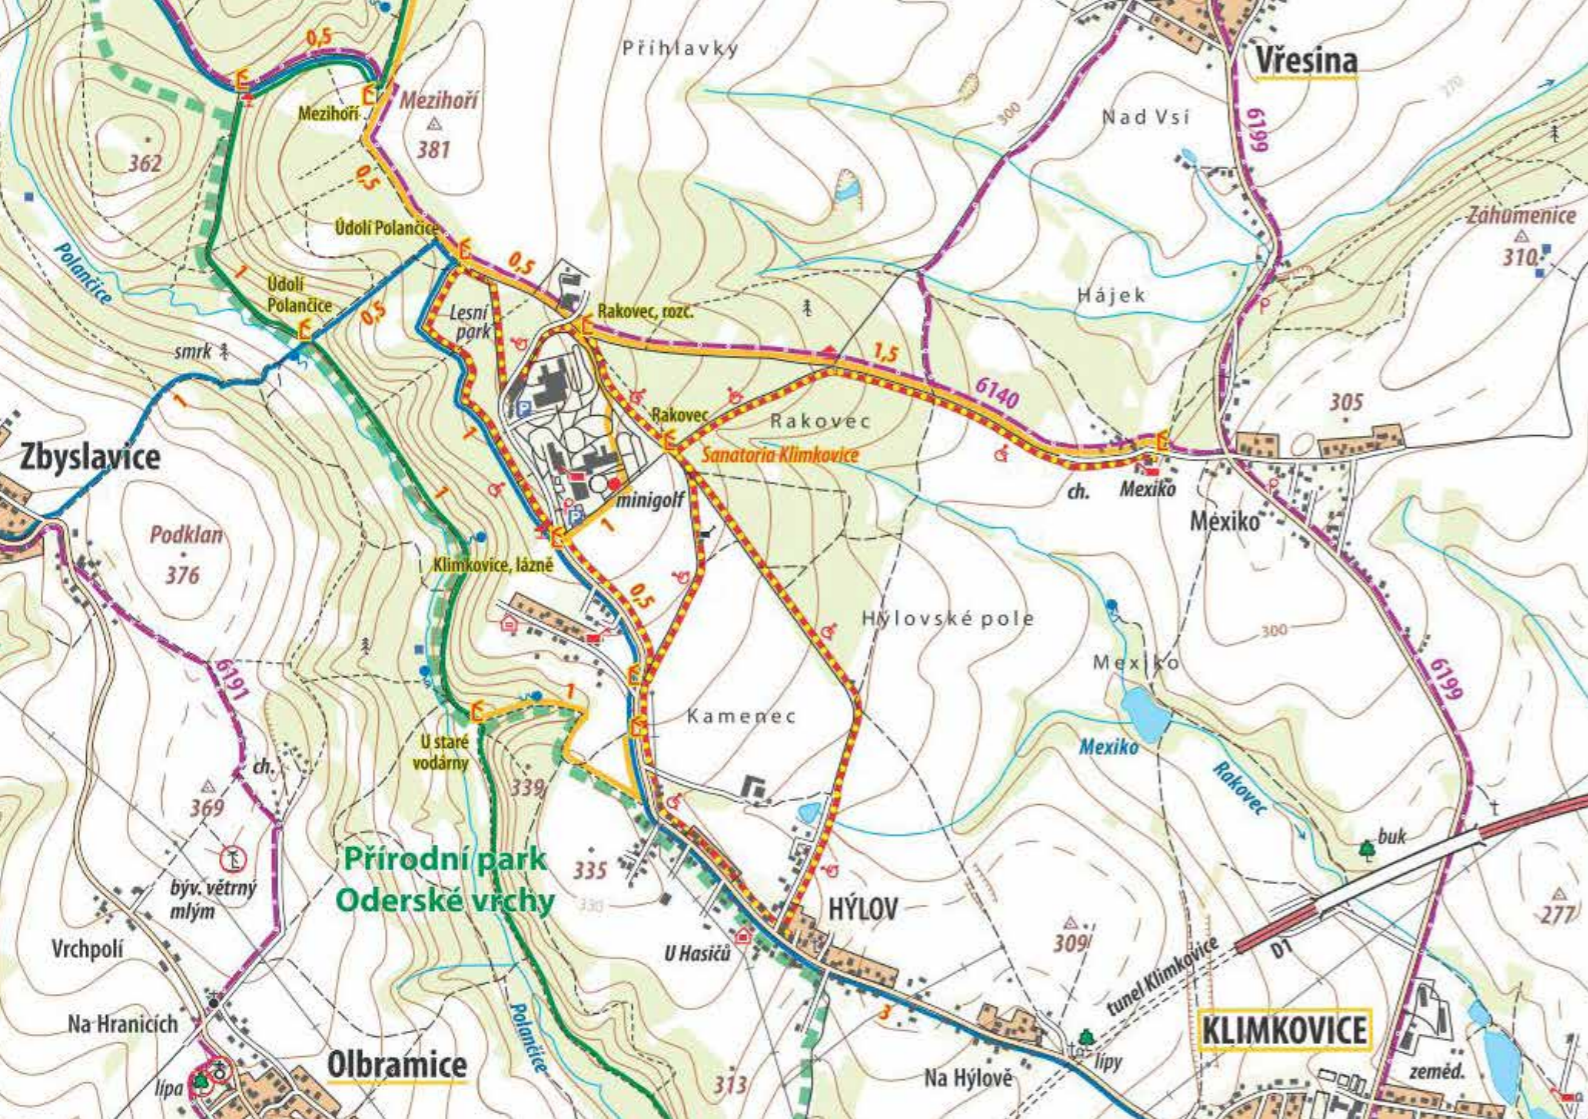 0,5
Příhlavky
Vřesina
270
Mezihoří
Mezihoří
381
300
Nad Vsí
6199
362
0,5
Záhumenice
310
Údolí Polančice
Polančice
1
Údolí
Polančice
0,5
0,5
Hájek
Lesní
park
Rakovec, rozc.
smrk
1
1,5
6140
305
Rakovec
Rakovec
Sanatoria Klimkovice
1
Zbyslavice
P
minigolf
ch.
Mexiko
Mexiko
1
Podklan
376
P
1
Klimkovice, lázně
0,5
Hýlovské pole
300
Mexiko
6199
6191
1
Kamenec
U staré
vodárny
Mexiko
Rakovec
ch.
339
369
buk
Přírodní park
Oderské vrchy
335
330
býv. větrný
mlým
HÝLOV
277
Vrchpolí
U Hasičů
309
tunel Klimkovice
D1
3
Na Hranicích
Polančice
KLIMKOVICE
Olbramice
lípy
lípa
313
Na Hýlově
zeměd.